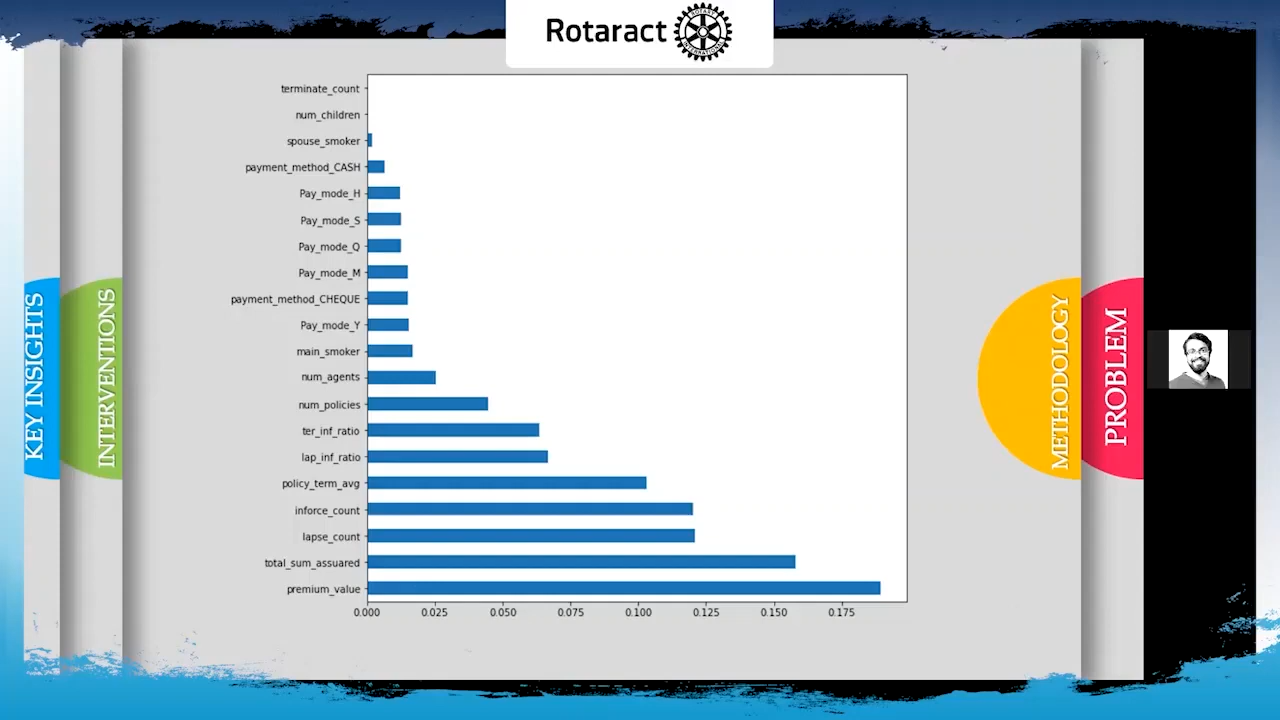 Rotaract
ROTARY
INTERNATIONAL
terminate_count
num_children
spouse_smoker
payment_method_CASH
Pay_mode_H
Pay_mode_S
Pay_mode_Q
Pay_mode_M
payment_method_CHEQUE
Pay_mode_Y
main_smoker
num_agents
num_policies
ter_inf_ratio
lap_inf_ratio
policy_term_avg
inforce_count
lapse_count
total_sum_assuared
premium_value
0.000 0.025 0.050 0.075 0.100 0.125 0.150 0.175
KEY INSIGHTS
INTERVENTIONS
METHODOLOGY
PROBLEM